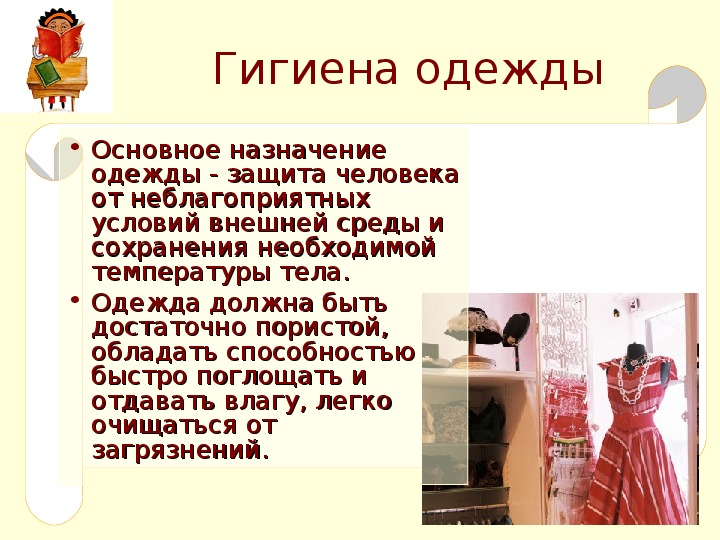 Гигиена одежды
• Основное назначение
одежды - защита человека
от неблагоприятных
условий внешней среды и
сохранения необходимой
температуры тела.
• Одежда должна быть
достаточно пористой,
обладать способностью
быстро поглощать и
отдавать влагу, легко
очищаться от
загрязнений.